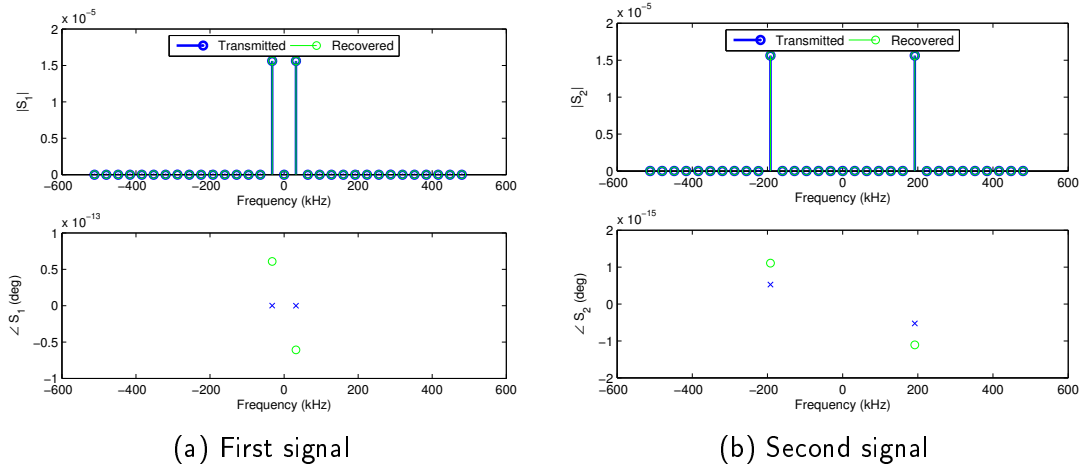 x 10⁻⁵
2
1.5
1
0.5
0
|S₁|
Transmitted Recovered
−600 −400 −200 0 200 400 600
Frequency (kHz)
x 10⁻¹³
1
0.5
0
−0.5
−1
∠ S₁ (deg)
−600 −400 −200 0 200 400 600
Frequency (kHz)
(a) First signal
x 10⁻⁵
2
1.5
1
0.5
0
|S₂|
Transmitted Recovered
−600 −400 −200 0 200 400 600
Frequency (kHz)
x 10⁻¹⁵
2
1
0
−1
−2
∠ S₂ (deg)
−600 −400 −200 0 200 400 600
Frequency (kHz)
(b) Second signal